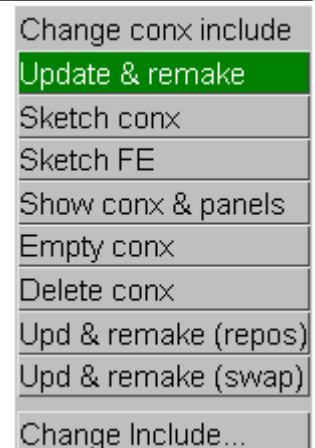 Change conx include
Update & remake
Sketch conx
Sketch FE
Show conx & panels
Empty conx
Delete conx
Upd & remake (repos)
Upd & remake (swap)
Change Include...